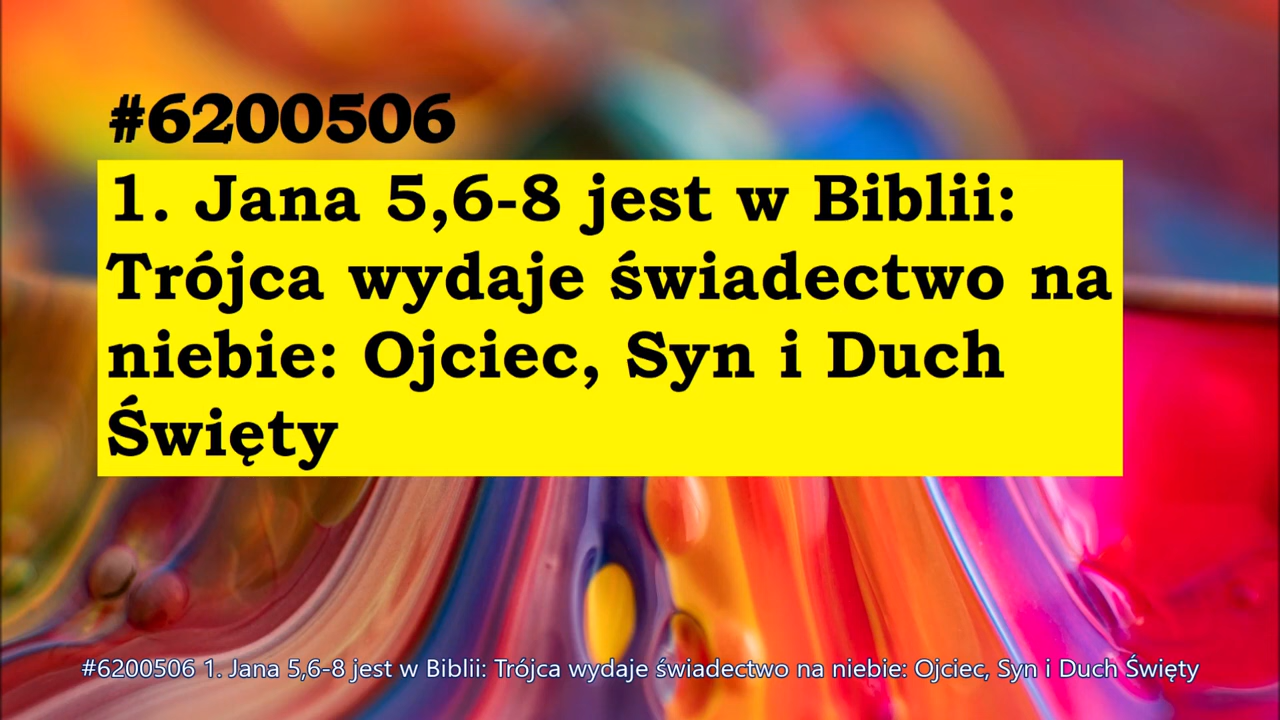 #6200506
1. Jana 5,6-8 jest w Biblii:
Trójca wydaje świadectwo na
niebie: Ojciec, Syn i Duch
Święty
#6200506 1. Jana 5,6-8 jest w Biblii: Trójca wydaje świadectwo na niebie: Ojciec, Syn i Duch Święty